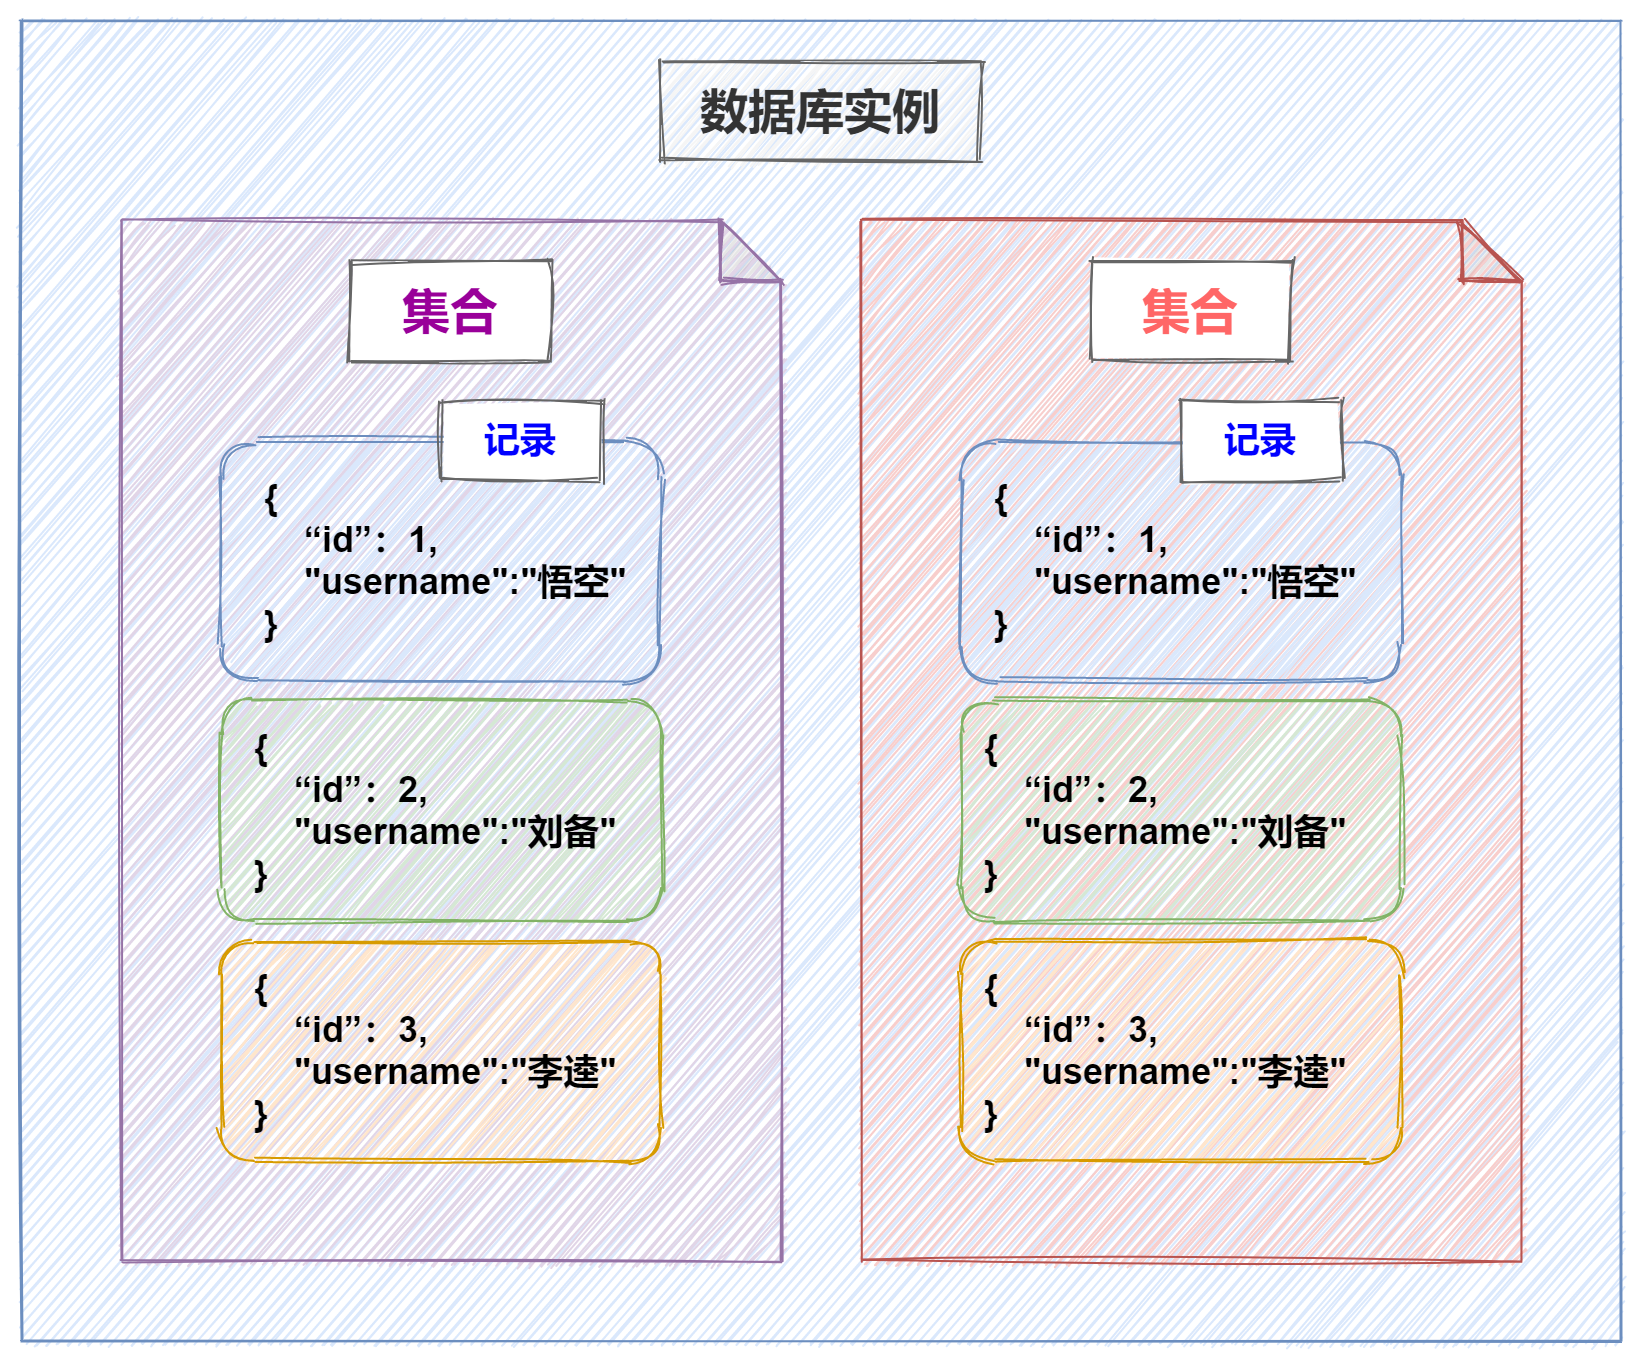 数据库实例
集合
记录
{
“id”：1,
"username":"悟空"
}
{
“id”：2,
"username":"刘备"
}
{
“id”：3,
"username":"李逵"
}
集合
记录
{
“id”：1,
"username":"悟空"
}
{
“id”：2,
"username":"刘备"
}
{
“id”：3,
"username":"李逵"
}